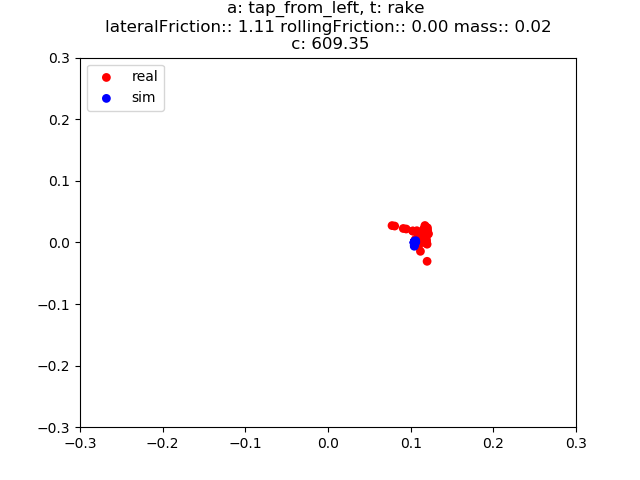 a: tap_from_left, t: rake
lateralFriction:: 1.11 rollingFriction:: 0.00 mass:: 0.02
c: 609.35
real
sim
0.3
0.2
0.1
0.0
−0.1
−0.2
−0.3
−0.3 −0.2 −0.1 0.0 0.1 0.2 0.3